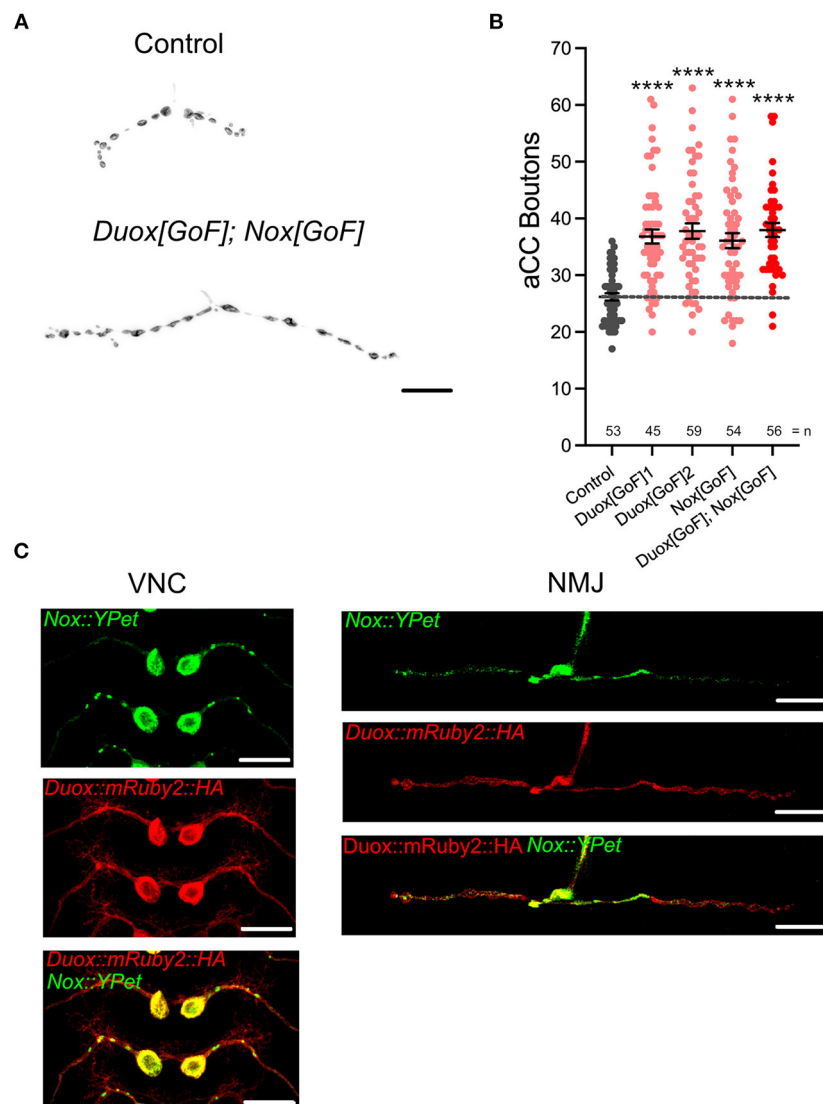 A
Control
Duox[GoF]; Nox[GoF]
B
70
60
50
40
30
20
10
0
aCC Boutons
****
****
****
****
53 45 59 54 56 = n
Control
Duox[GoF]1
Duox[GoF]2
Nox[GoF]
Duox[GoF]; Nox[GoF]
C
VNC
Nox::YPet
Duox::mRuby2::HA
Duox::mRuby2::HA
Nox::YPet
NMJ
Nox::YPet
Duox::mRuby2::HA
Duox::mRuby2::HA Nox::YPet